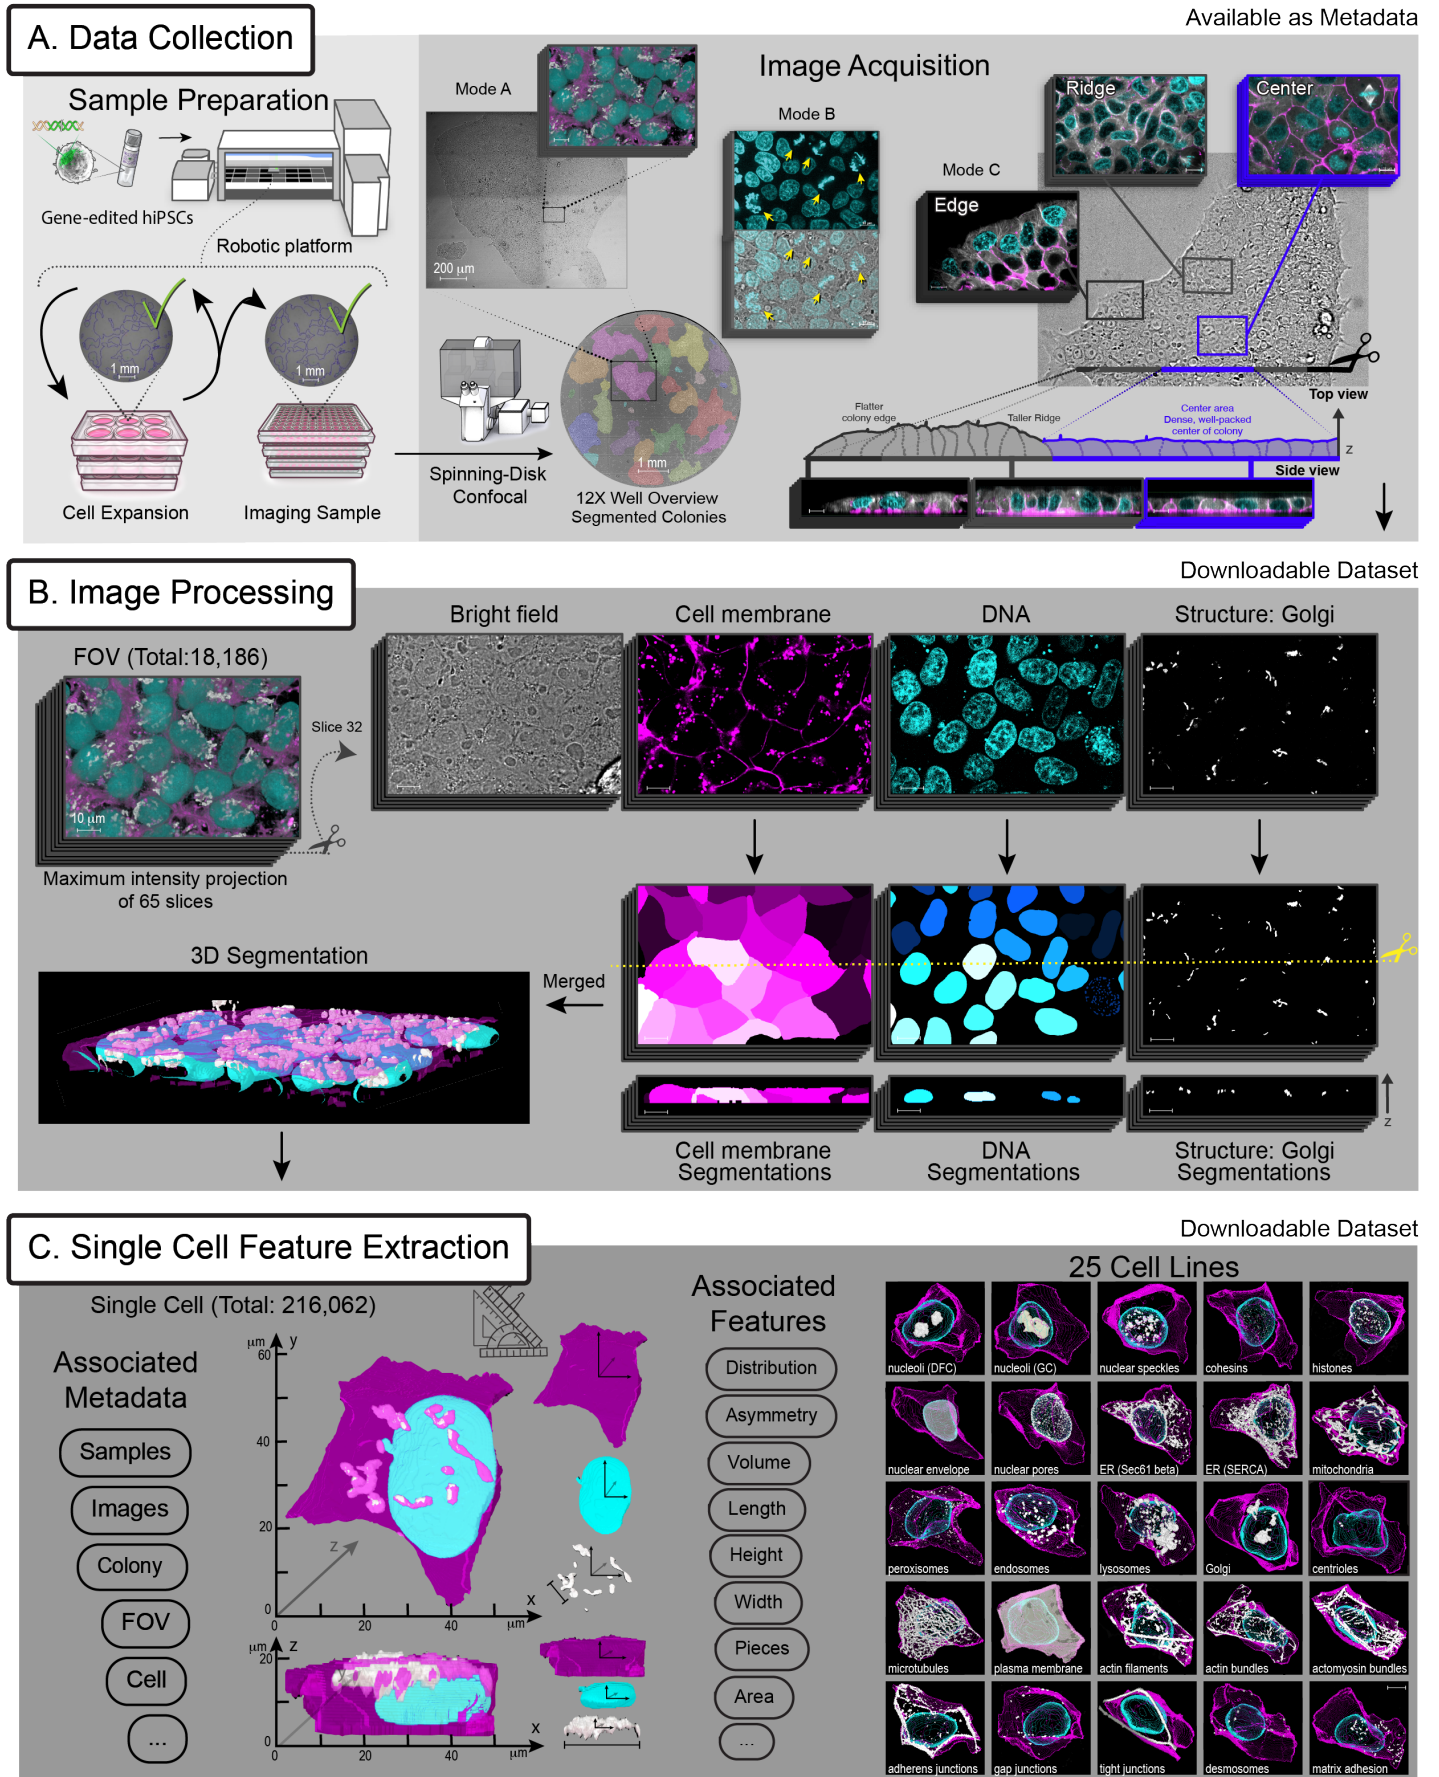 A. Data Collection
Available as Metadata
Sample Preparation
Gene-edited hiPSCs
Robotic platform
1 mm
1 mm
Cell Expansion
Imaging Sample
Image Acquisition
Mode A
200 µm
Mode B
Mode C
Edge
Ridge
Center
Spinning-Disk
Confocal
1 mm
12X Well Overview
Segmented Colonies
Flatter
colony edge
Taller Ridge
Center area
Dense, well-packed
center of colony
Top view
z
Side view
B. Image Processing
Downloadable Dataset
FOV (Total:18,186)
10 µm
Maximum intensity projection
of 65 slices
Slice 32
Bright field
Cell membrane
DNA
Structure: Golgi
3D Segmentation
Merged
z
Cell membrane
Segmentations
DNA
Segmentations
Structure: Golgi
Segmentations
C. Single Cell Feature Extraction
Downloadable Dataset
Single Cell (Total: 216,062)
Associated
Metadata
Samples
Images
Colony
FOV
Cell
...
µm
y
60
40
20
0
z
x
0
20
40
µm
µm
z
20
0
x
20
40
µm
Associated
Features
Distribution
Asymmetry
Volume
Length
Height
Width
Pieces
Area
...
25 Cell Lines
nucleoli (DFC)
nucleoli (GC)
nuclear speckles
cohesins
histones
nuclear envelope
nuclear pores
ER (Sec61 beta)
ER (SERCA)
mitochondria
peroxisomes
endosomes
lysosomes
Golgi
centrioles
microtubules
plasma membrane
actin filaments
actin bundles
actomyosin bundles
adherens junctions
gap junctions
tight junctions
desmosomes
matrix adhesion